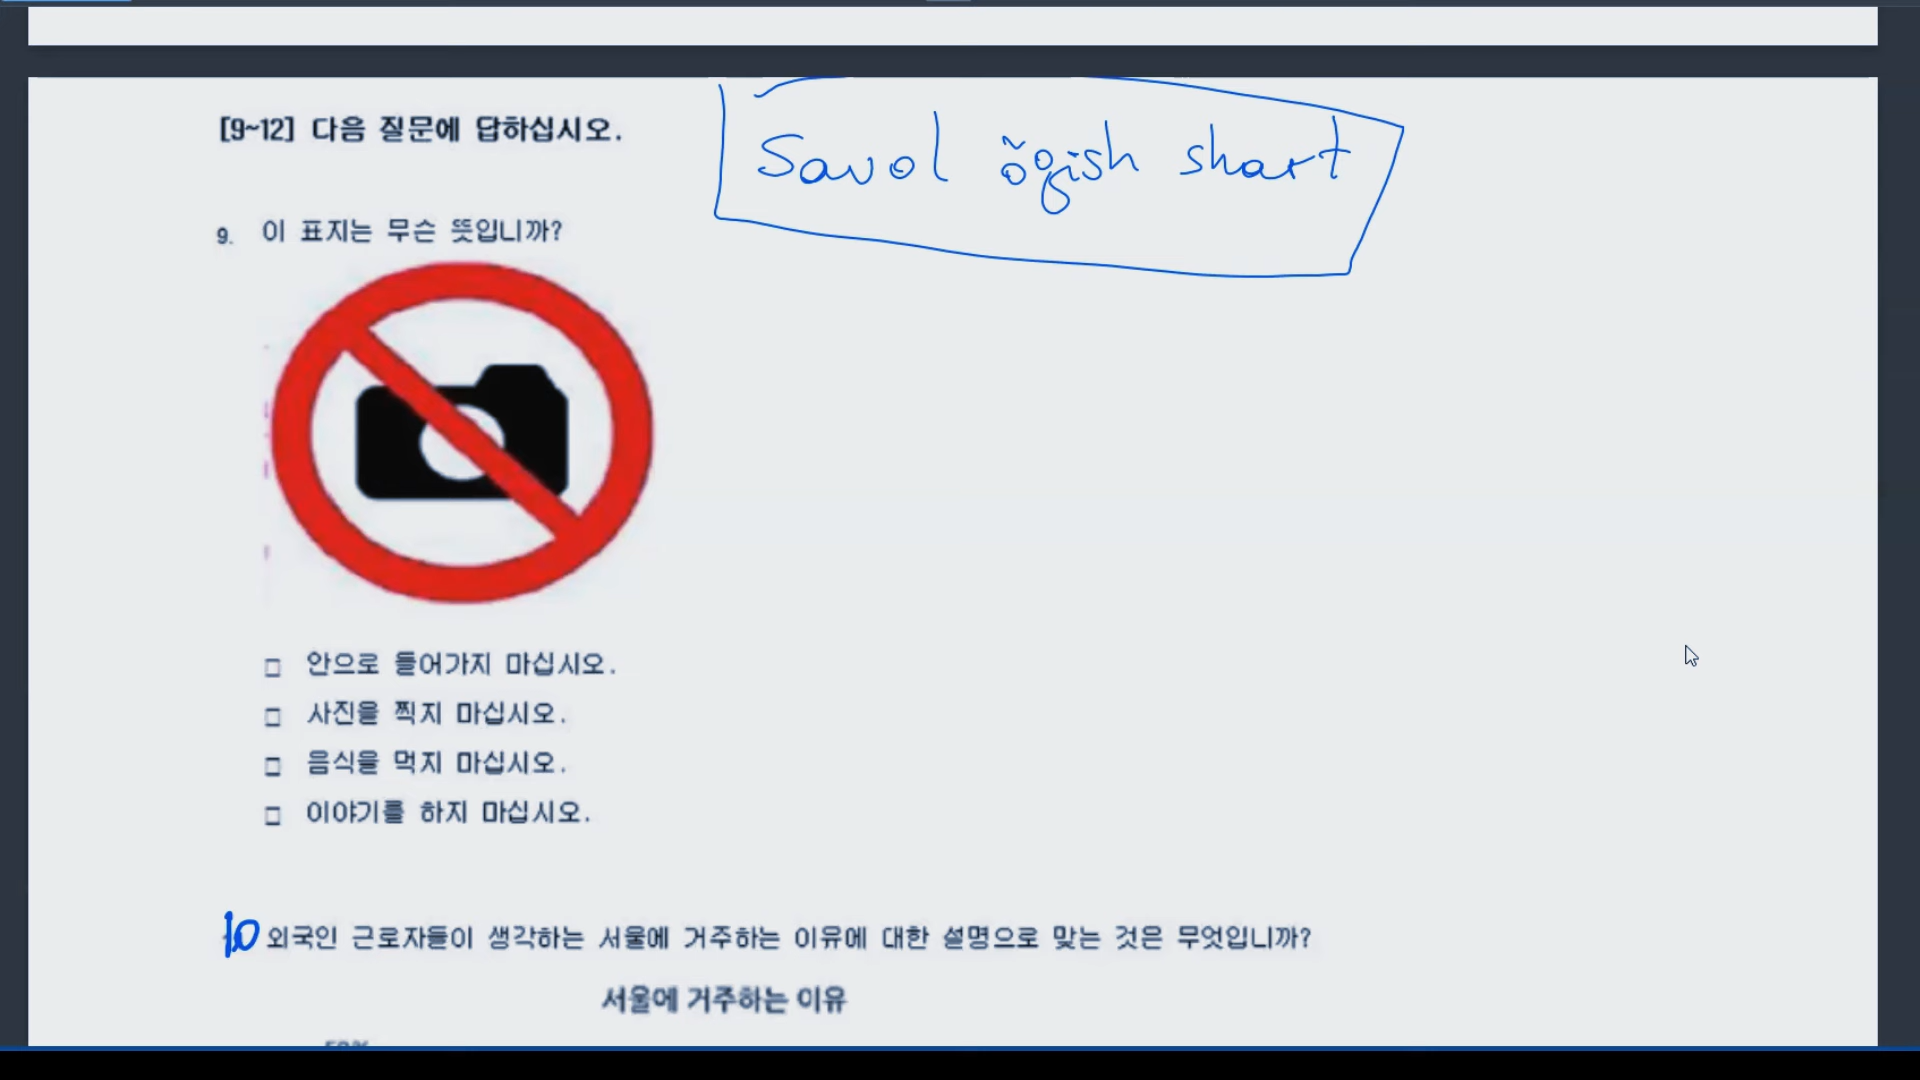 [9~12] 다음 질문에 답하십시오.
Savol õgish shart
9. 이 표지는 무슨 뜻입니까?
□ 안으로 들어가지 마십시오.
□ 사진을 찍지 마십시오.
□ 음식을 먹지 마십시오.
□ 이야기를 하지 마십시오.
10 외국인 근로자들이 생각하는 서울에 거주하는 이유에 대한 설명으로 맞는 것은 무엇입니까?
서울에 거주하는 이유